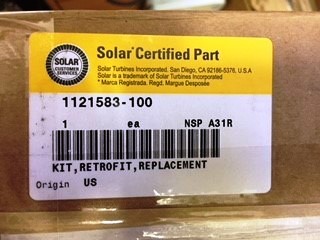 SOLAR
CUSTOMER
SERVICES
Solar® Certified Part
Solar Turbines Incorporated, San Diego, CA 92186-5376, U.S.A
Solar is a trademark of Solar Turbines Incorporated
* Marca Registrada. Regd. Marque Desposée
1121583-100
1 ea NSP A31R
KIT,RETROFIT,REPLACEMENT
Origin US